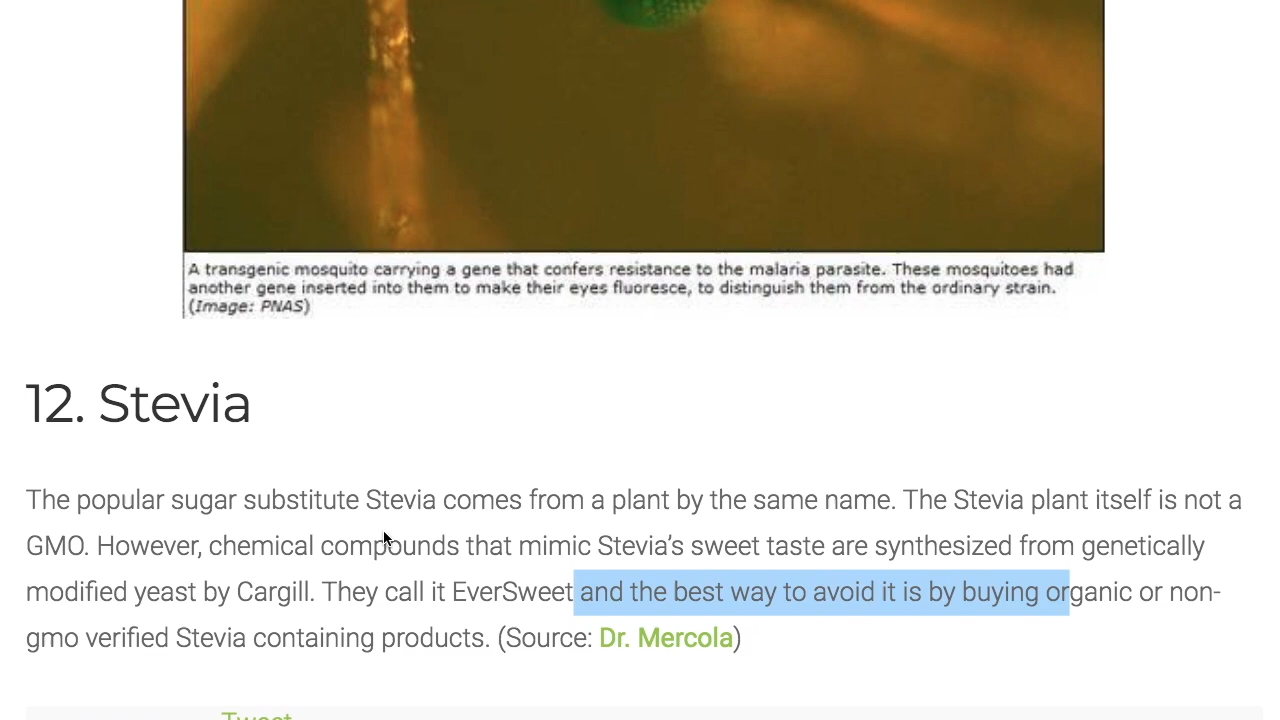 A transgenic mosquito carrying a gene that confers resistance to the malaria parasite. These mosquitoes had
another gene inserted into them to make their eyes fluoresce, to distinguish them from the ordinary strain.
(Image: PNAS)
12. Stevia
The popular sugar substitute Stevia comes from a plant by the same name. The Stevia plant itself is not a
GMO. However, chemical compounds that mimic Stevia’s sweet taste are synthesized from genetically
modified yeast by Cargill. They call it EverSweet and the best way to avoid it is by buying organic or non-
gmo verified Stevia containing products. (Source: Dr. Mercola)
Tweet